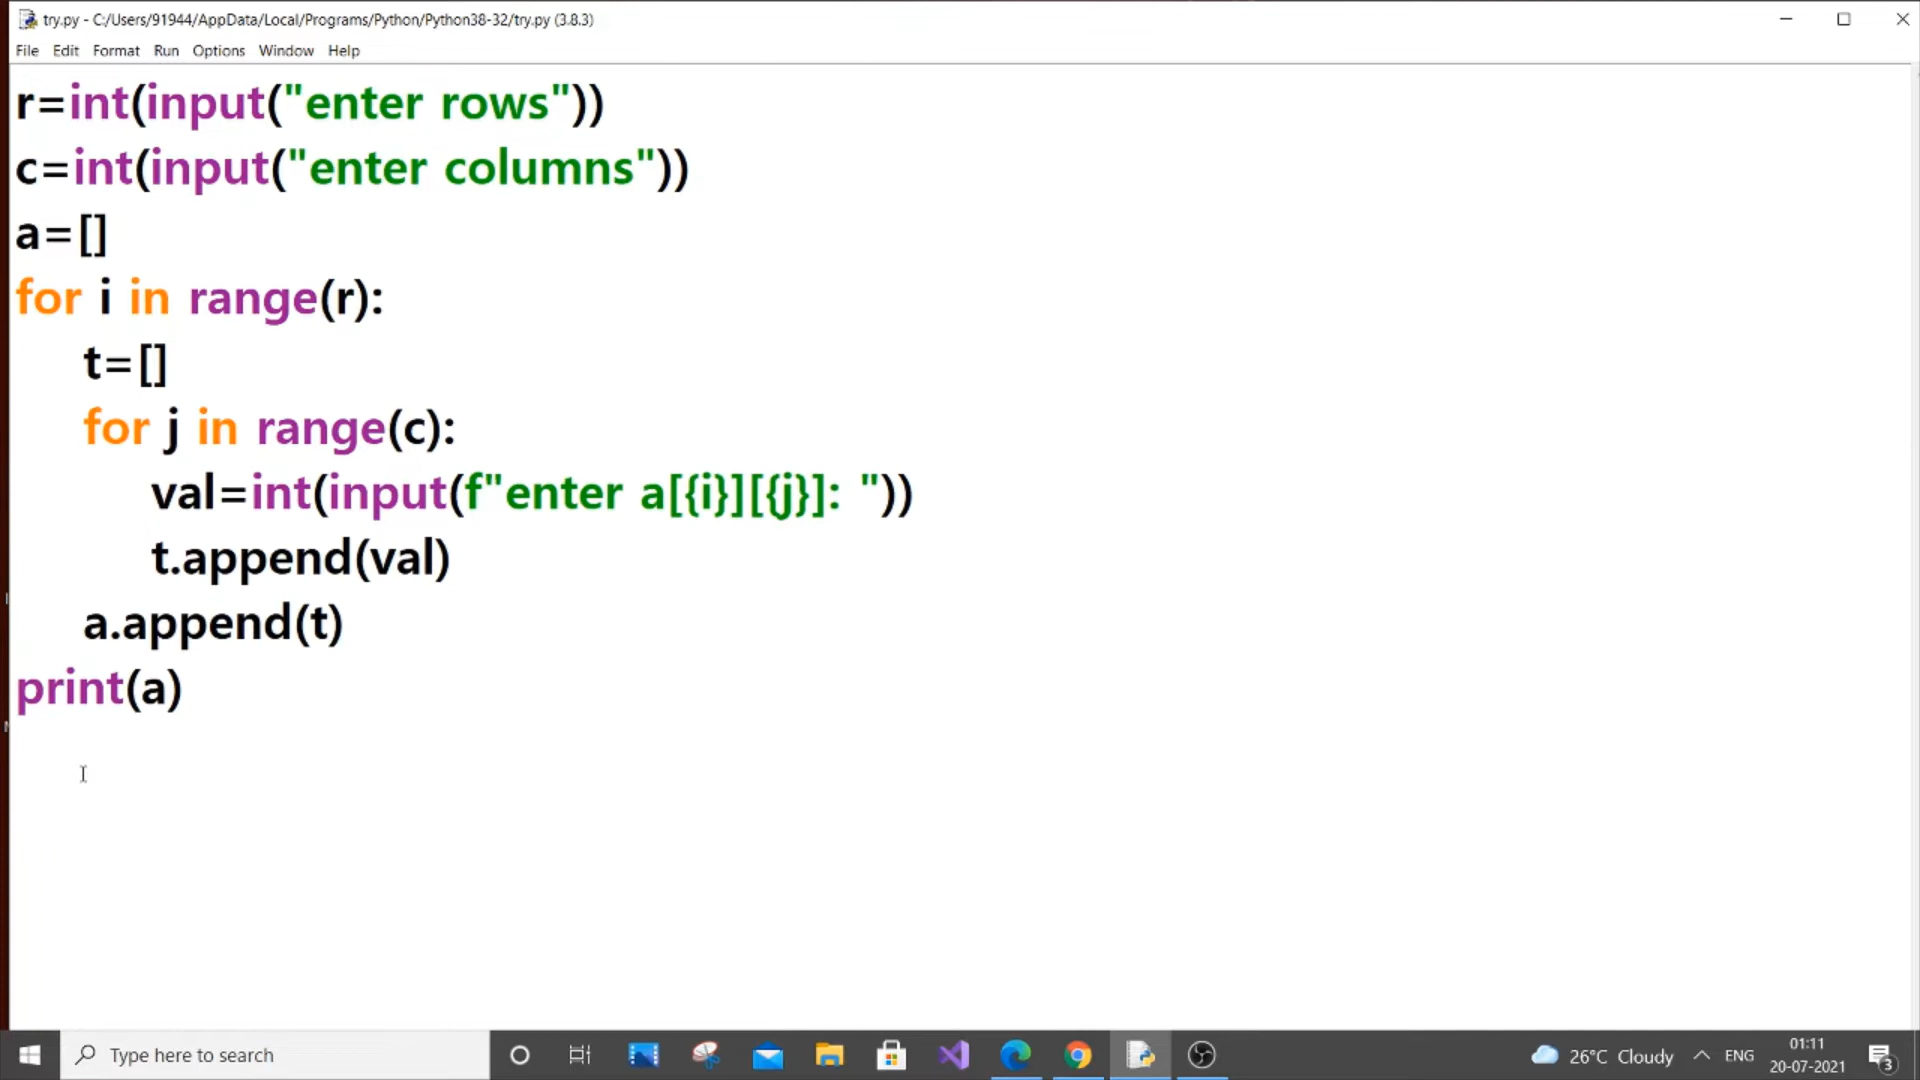 try.py - C:/Users/91944/AppData/Local/Programs/Python/Python38-32/try.py (3.8.3)
File Edit Format Run Options Window Help
r=int(input("enter rows"))
c=int(input("enter columns"))
a=[]
for i in range(r):
    t=[]
    for j in range(c):
        val=int(input(f"enter a[{i}][{j}]: "))
        t.append(val)
    a.append(t)
print(a)
Type here to search
26°C Cloudy
ENG
01:11
20-07-2021
3